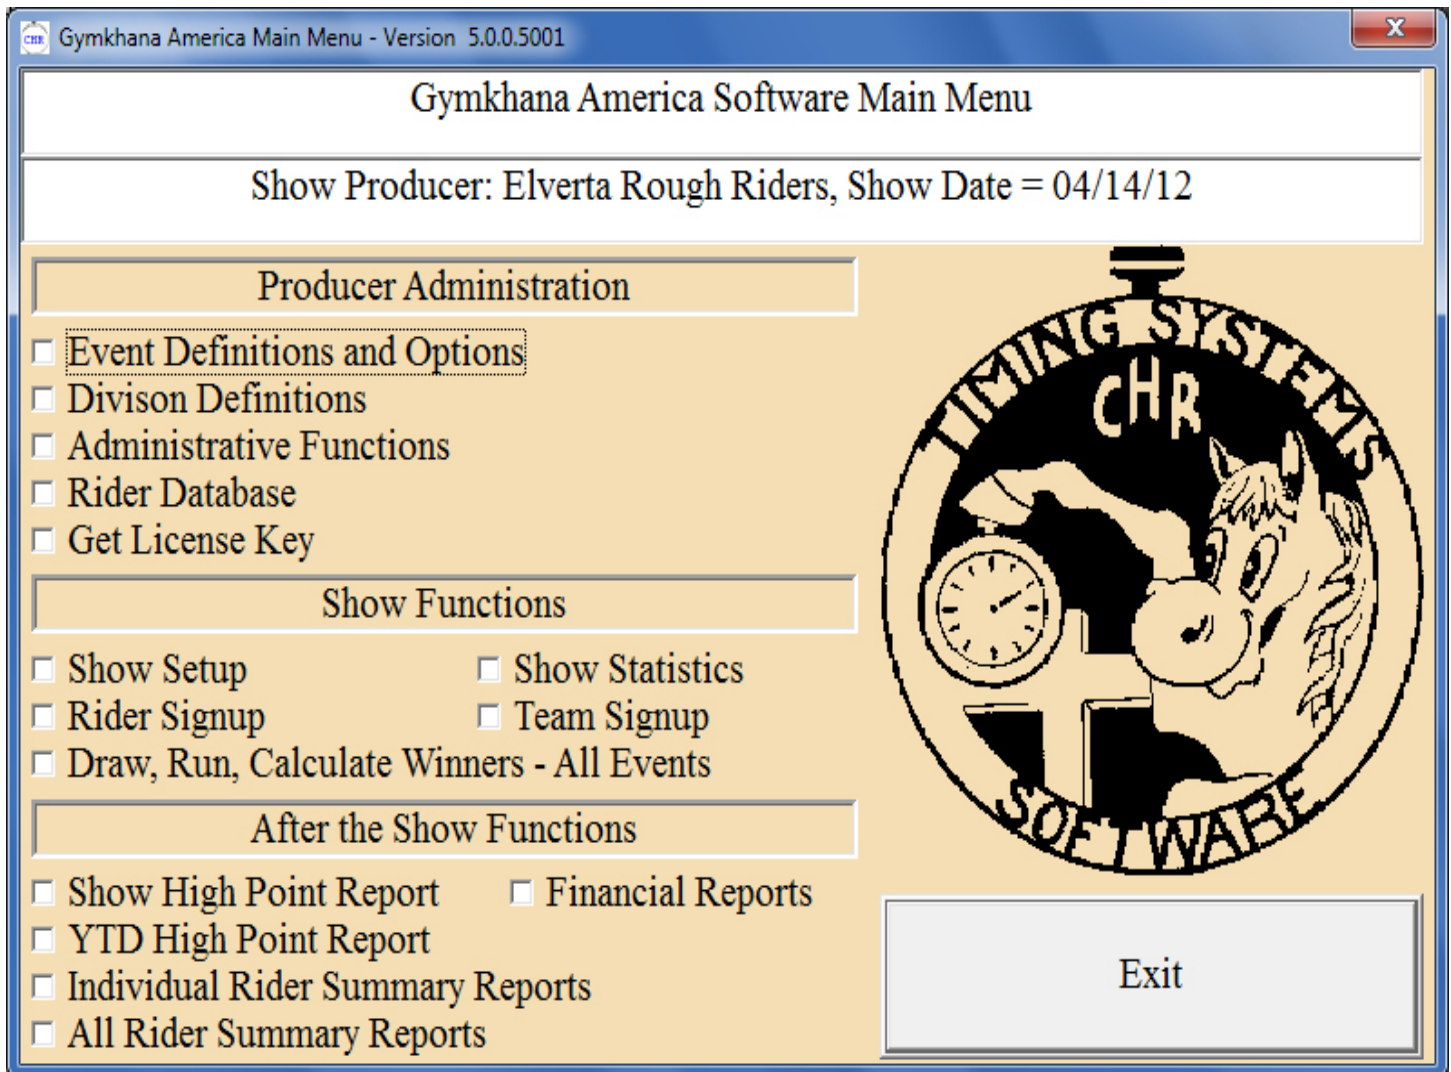 CHR Gymkhana America Main Menu - Version 5.0.0.5001
X
Gymkhana America Software Main Menu
Show Producer: Elverta Rough Riders, Show Date = 04/14/12
Producer Administration
Event Definitions and Options
Divison Definitions
Administrative Functions
Rider Database
Get License Key
Show Functions
Show Setup
Show Statistics
Rider Signup
Team Signup
Draw, Run, Calculate Winners - All Events
After the Show Functions
Show High Point Report
Financial Reports
YTD High Point Report
Individual Rider Summary Reports
All Rider Summary Reports
TIMING SYSTEMS
CHR
SOFTWARE
Exit